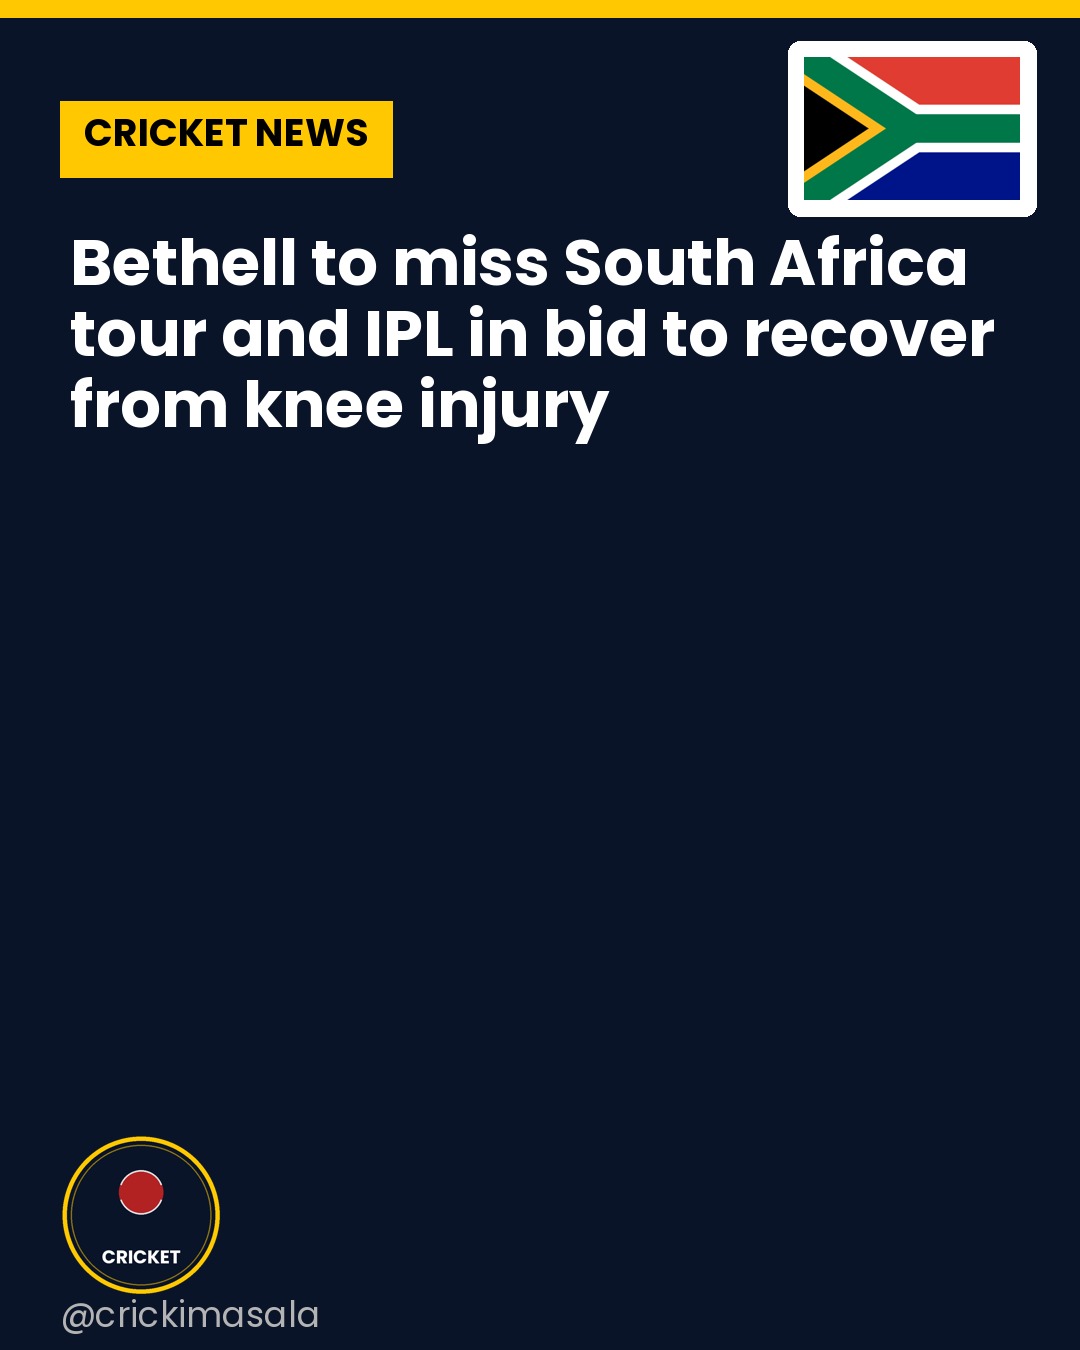 CRICKET NEWS
Bethell to miss South Africa
tour and IPL in bid to recover
from knee injury
CRICKET
@crickimasala